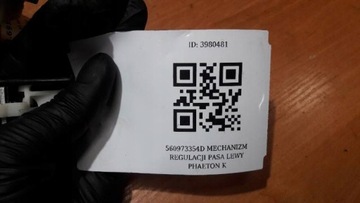 ID: 3980481
560973354D MECHANIZM
REGULACJI PASA LEWY
PHAETON K